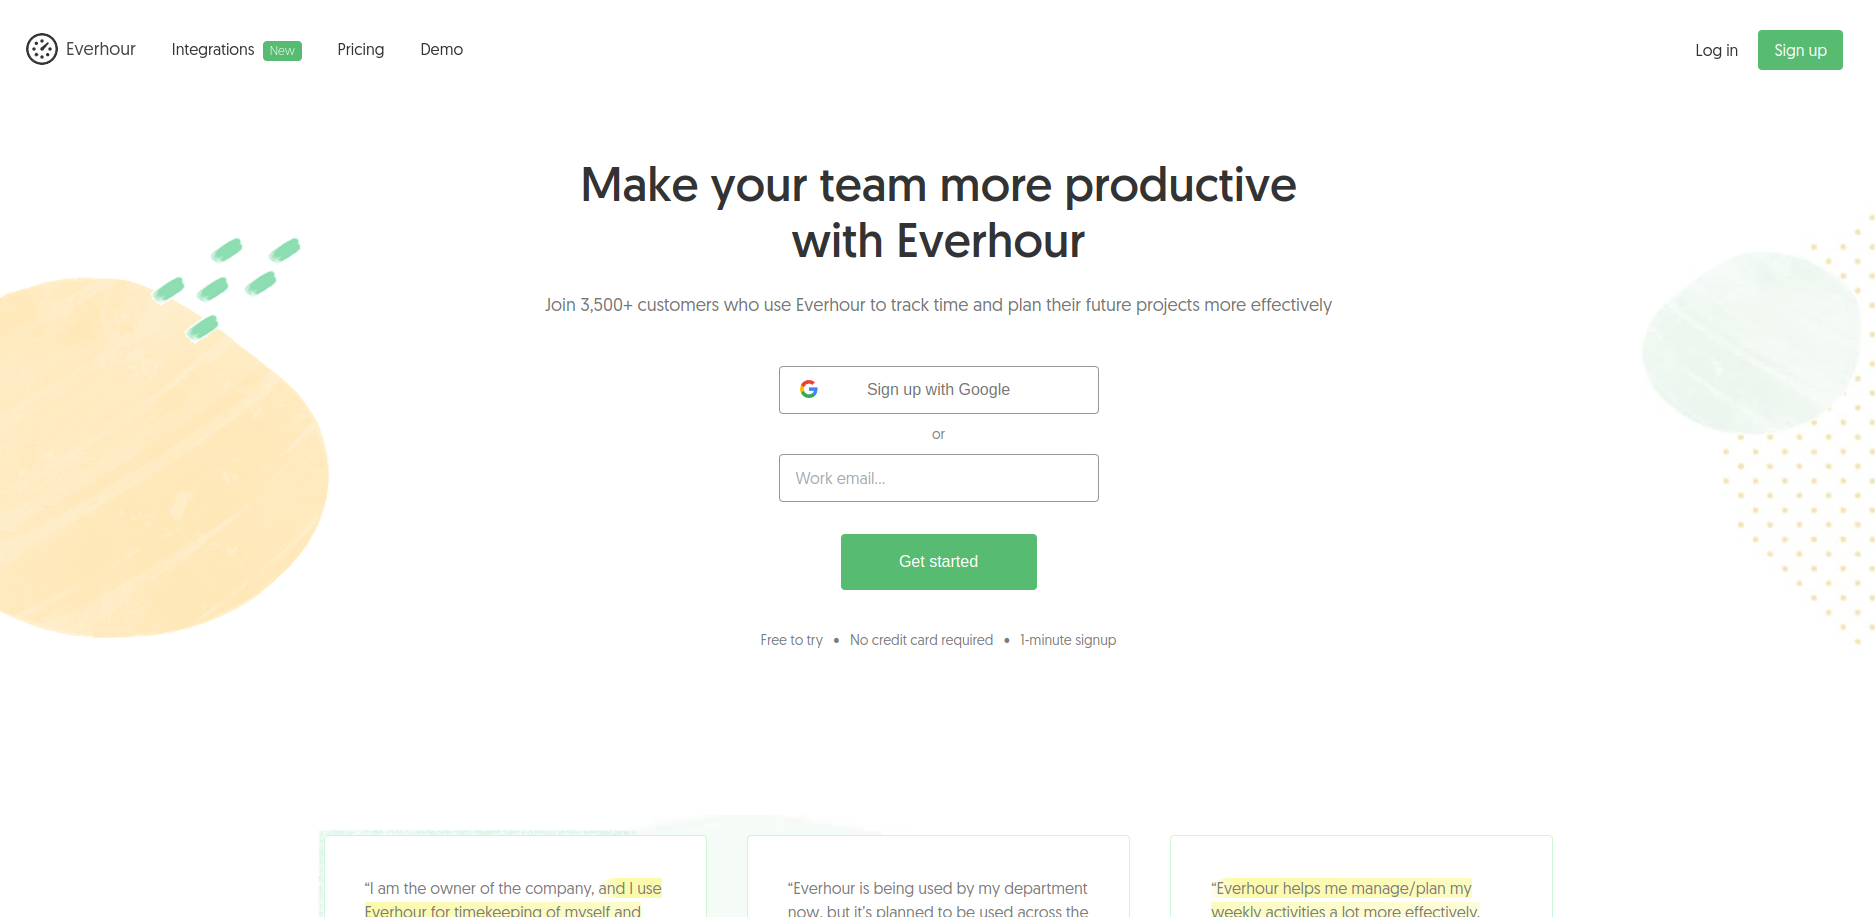 Everhour Integrations New Pricing Demo Log in Sign up
Make your team more productive
with Everhour
Join 3,500+ customers who use Everhour to track time and plan their future projects more effectively
Sign up with Google
or
Work email...
Get started
Free to try • No credit card required • 1-minute signup
“I am the owner of the company, and I use
Everhour for timekeeping of myself and
“Everhour is being used by my department
now, but it’s planned to be used across the
“Everhour helps me manage/plan my
weekly activities a lot more effectively.